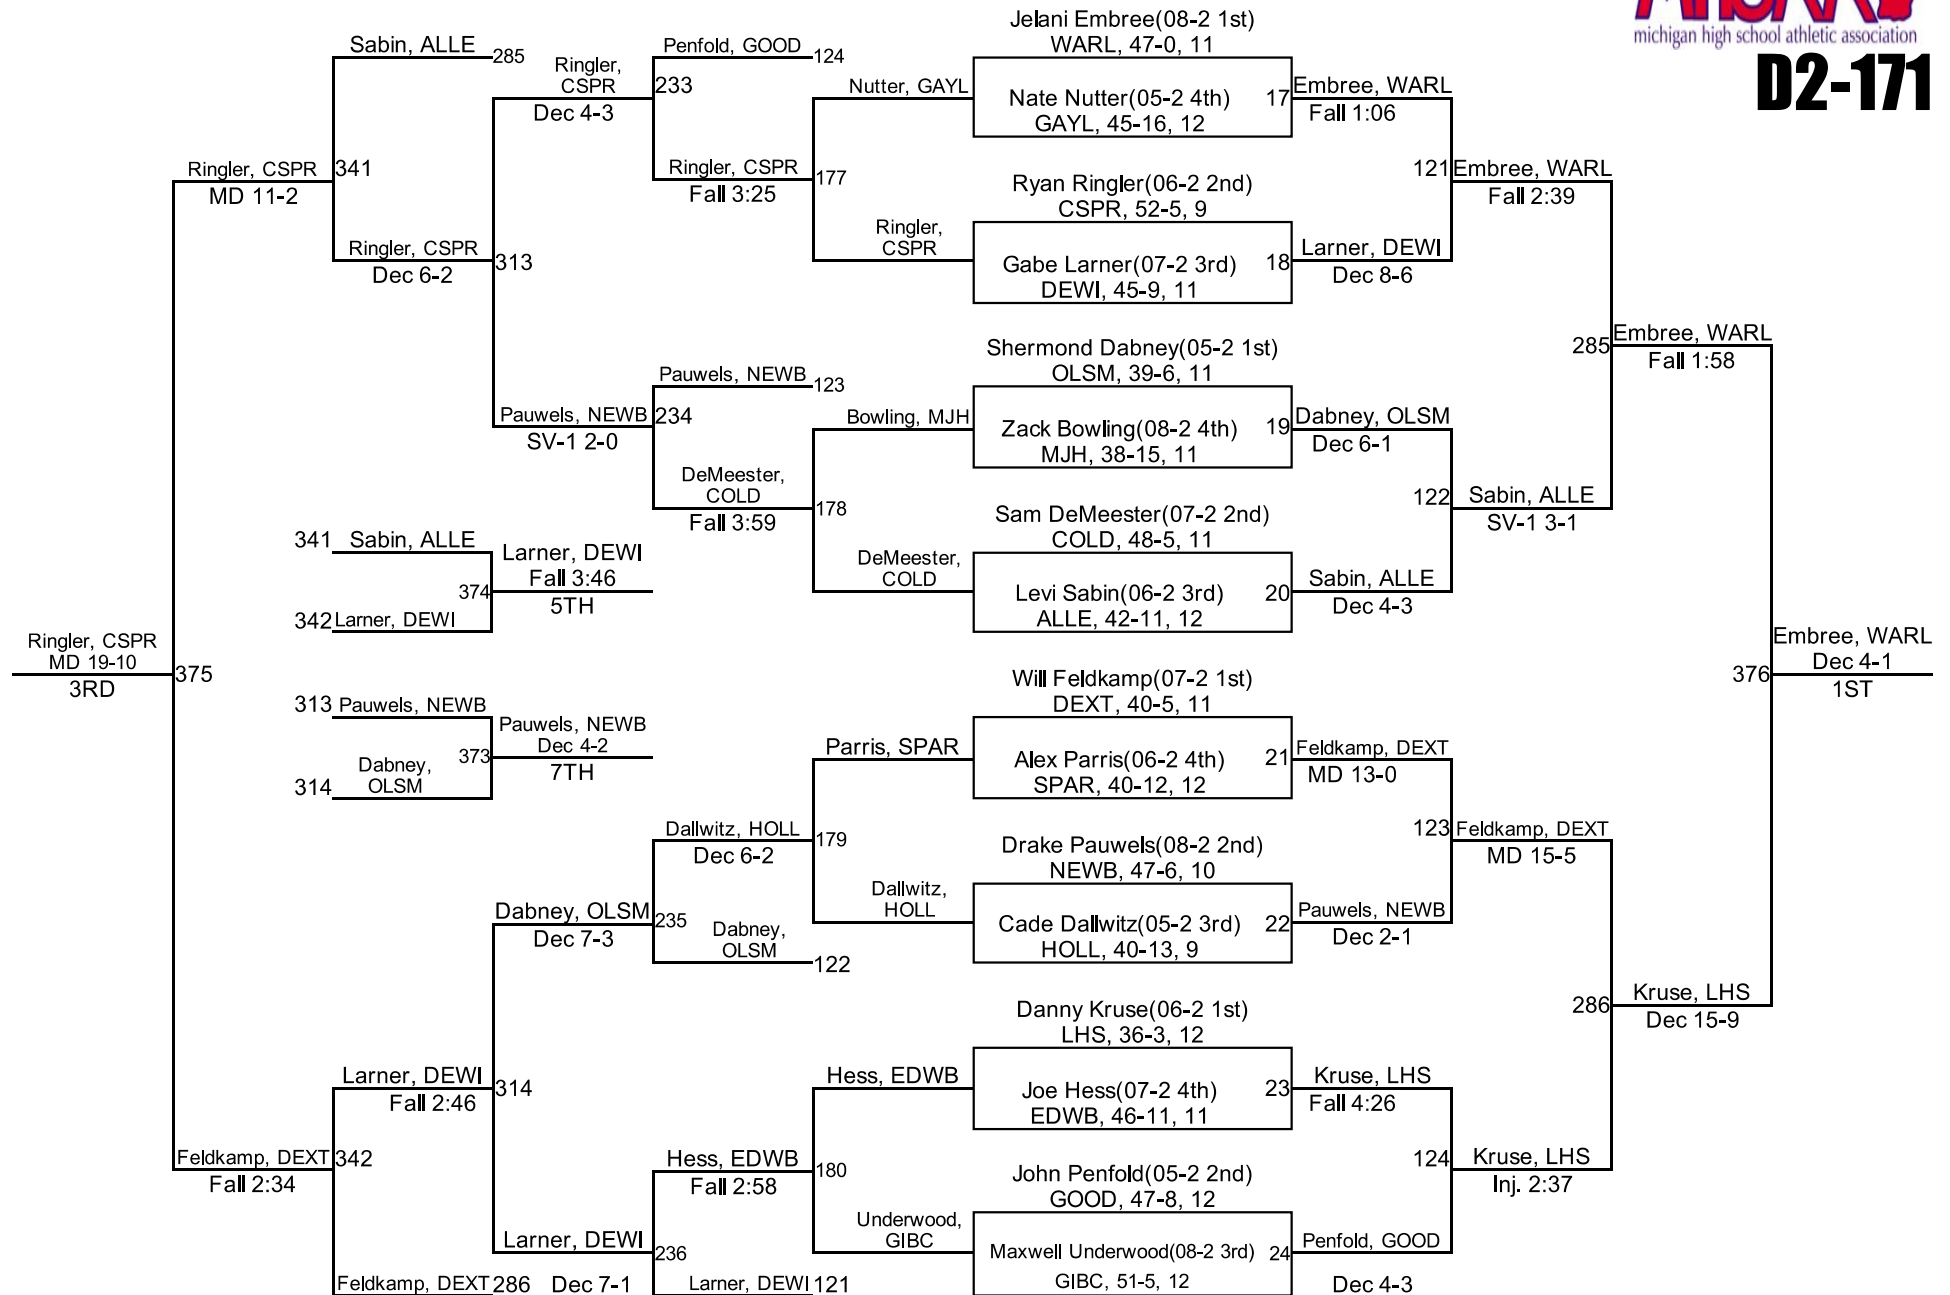 MHSAA
michigan high school athletic association
D2-171
Sabin, ALLE
285
Ringler,
CSPR
Dec 4-3
Penfold, GOOD
124
233
Ringler, CSPR
Fall 3:25
Nutter, GAYL
177
Ringler,
CSPR
Jelani Embree(08-2 1st)
WARL, 47-0, 11
Nate Nutter(05-2 4th)
GAYL, 45-16, 12
17
Embree, WARL
Fall 1:06
Ryan Ringler(06-2 2nd)
CSPR, 52-5, 9
Gabe Larner(07-2 3rd)
DEWI, 45-9, 11
18
Larner, DEWI
Dec 8-6
121
Embree, WARL
Fall 2:39
Ringler, CSPR
MD 11-2
341
Ringler, CSPR
Dec 6-2
313
Pauwels, NEWB
SV-1 2-0
Pauwels, NEWB
123
234
DeMeester,
COLD
Fall 3:59
Bowling, MJH
178
DeMeester,
COLD
Shermond Dabney(05-2 1st)
OLSM, 39-6, 11
Zack Bowling(08-2 4th)
MJH, 38-15, 11
19
Dabney, OLSM
Dec 6-1
Sam DeMeester(07-2 2nd)
COLD, 48-5, 11
Levi Sabin(06-2 3rd)
ALLE, 42-11, 12
20
Sabin, ALLE
Dec 4-3
122
Sabin, ALLE
SV-1 3-1
285
Embree, WARL
Fall 1:58
341
Sabin, ALLE
374
342
Larner, DEWI
Larner, DEWI
Fall 3:46
5TH
Ringler, CSPR
MD 19-10
3RD
375
313
Pauwels, NEWB
373
314
Dabney,
OLSM
Pauwels, NEWB
Dec 4-2
7TH
376
Embree, WARL
Dec 4-1
1ST
Will Feldkamp(07-2 1st)
DEXT, 40-5, 11
Parris, SPAR
Alex Parris(06-2 4th)
SPAR, 40-12, 12
21
Feldkamp, DEXT
MD 13-0
Dallwitz, HOLL
Dec 6-2
179
Dallwitz,
HOLL
Drake Pauwels(08-2 2nd)
NEWB, 47-6, 10
Cade Dallwitz(05-2 3rd)
HOLL, 40-13, 9
22
Pauwels, NEWB
Dec 2-1
123
Feldkamp, DEXT
MD 15-5
Dabney, OLSM
Dec 7-3
235
Dabney,
OLSM
122
Danny Kruse(06-2 1st)
LHS, 36-3, 12
Hess, EDWB
Joe Hess(07-2 4th)
EDWB, 46-11, 11
23
Kruse, LHS
Fall 4:26
286
Kruse, LHS
Dec 15-9
Larner, DEWI
Fall 2:46
314
Feldkamp, DEXT
Fall 2:34
342
Hess, EDWB
Fall 2:58
180
Underwood,
GIBC
John Penfold(05-2 2nd)
GOOD, 47-8, 12
Maxwell Underwood(08-2 3rd)
GIBC, 51-5, 12
24
Penfold, GOOD
Dec 4-3
124
Kruse, LHS
Inj. 2:37
Larner, DEWI
Dec 7-1
236
Larner, DEWI
121
Feldkamp, DEXT
286